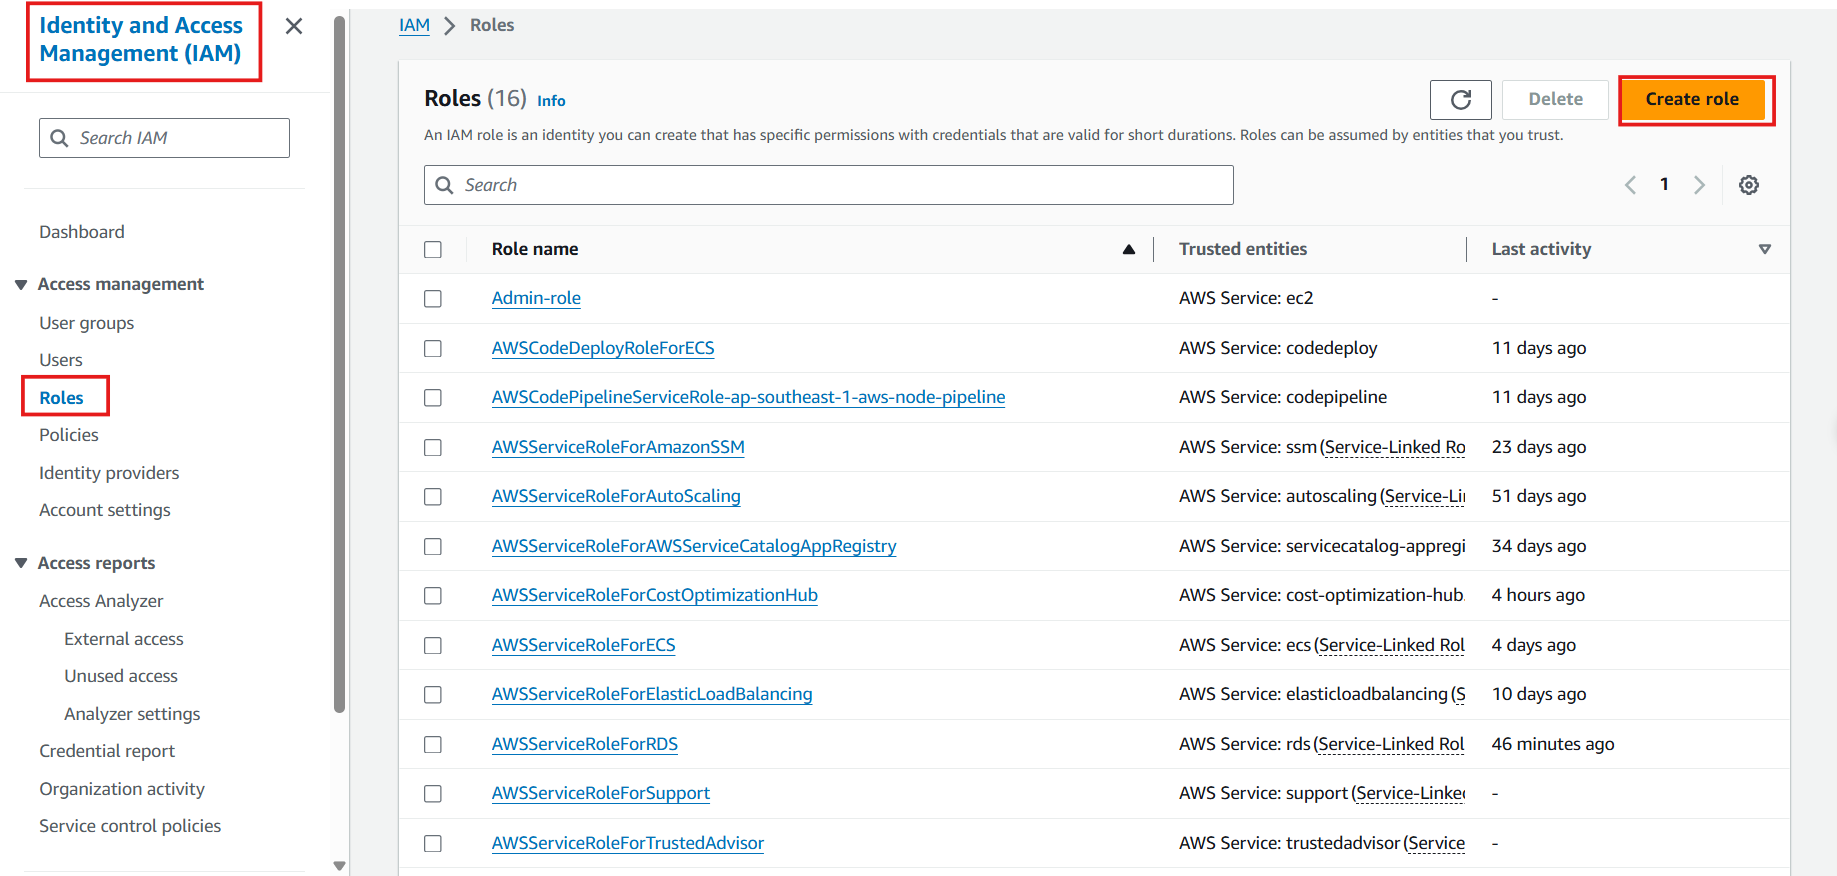 Identity and Access
Management (IAM)
Search IAM
Dashboard
Access management
User groups
Users
Roles
Policies
Identity providers
Account settings
Access reports
Access Analyzer
External access
Unused access
Analyzer settings
Credential report
Organization activity
Service control policies
IAM > Roles
Roles (16) Info
Delete
Create role
An IAM role is an identity you can create that has specific permissions with credentials that are valid for short durations. Roles can be assumed by entities that you trust.
Search
1
Role name Trusted entities Last activity
Admin-role AWS Service: ec2 -
AWSCodeDeployRoleForECS AWS Service: codedeploy 11 days ago
AWSCodePipelineServiceRole-ap-southeast-1-aws-node-pipeline AWS Service: codepipeline 11 days ago
AWSServiceRoleForAmazonSSM AWS Service: ssm (Service-Linked Ro 23 days ago
AWSServiceRoleForAutoScaling AWS Service: autoscaling (Service-Li 51 days ago
AWSServiceRoleForAWSServiceCatalogAppRegistry AWS Service: servicecatalog-appregi 34 days ago
AWSServiceRoleForCostOptimizationHub AWS Service: cost-optimization-hub. 4 hours ago
AWSServiceRoleForECS AWS Service: ecs (Service-Linked Rol 4 days ago
AWSServiceRoleForElasticLoadBalancing AWS Service: elasticloadbalancing (S 10 days ago
AWSServiceRoleForRDS AWS Service: rds (Service-Linked Rol 46 minutes ago
AWSServiceRoleForSupport AWS Service: support (Service-Linke -
AWSServiceRoleForTrustedAdvisor AWS Service: trustedadvisor (Service -